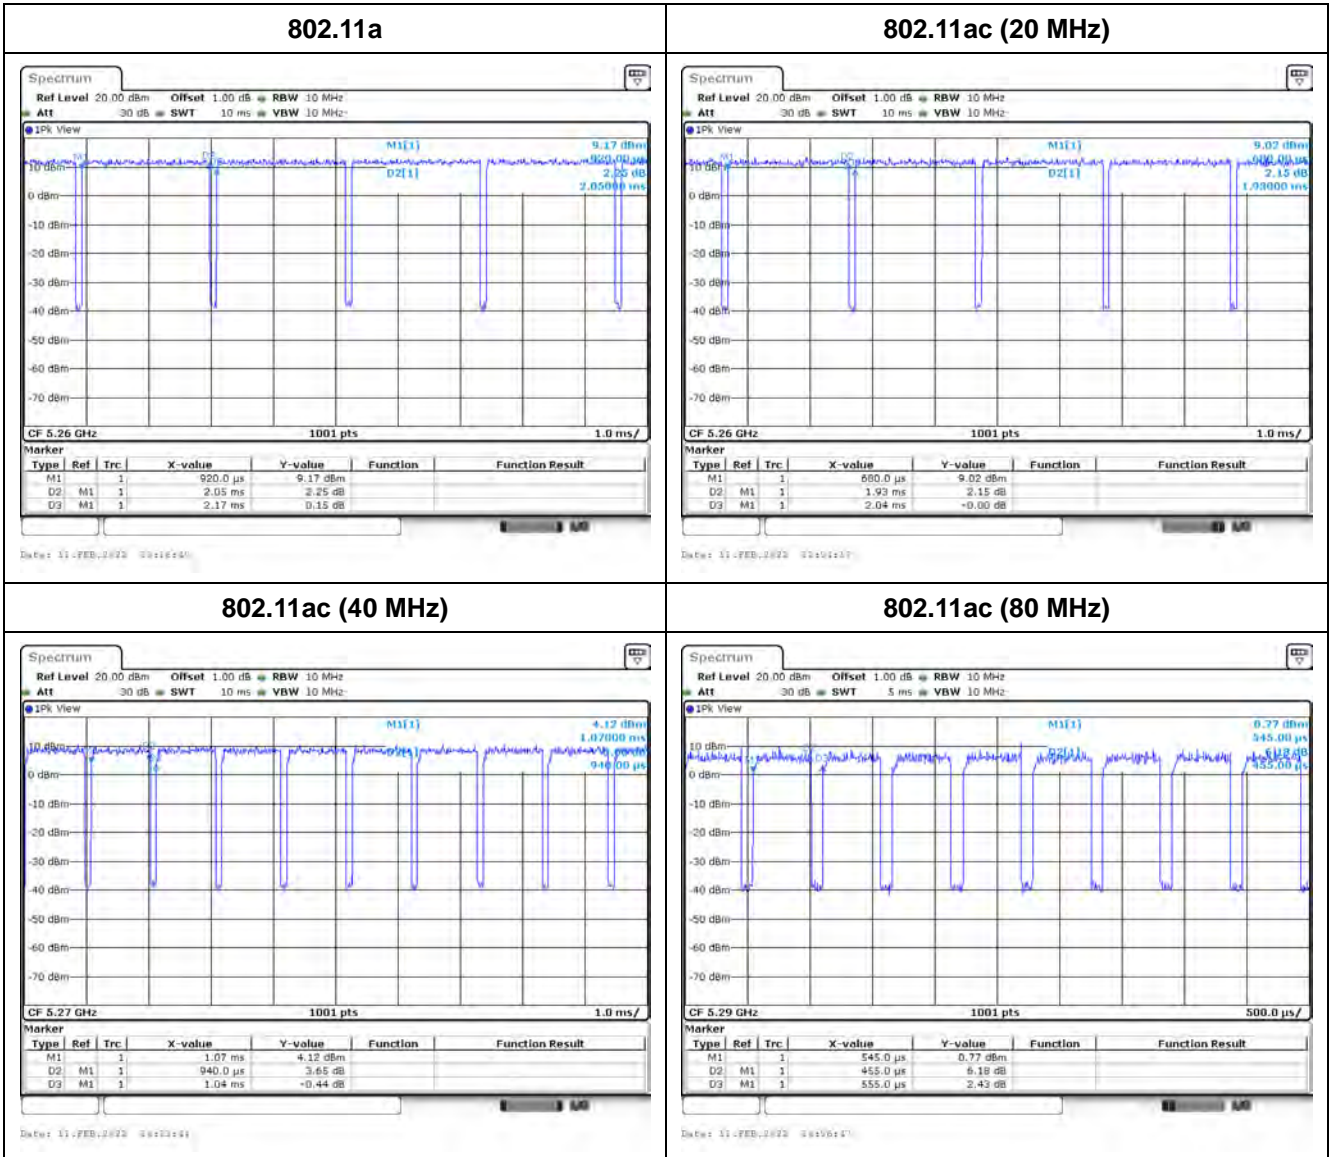 802.11a
802.11ac (20 MHz)
Spectrum
Ref Level 20.00 dBm Offset 1.00 dB RBW 10 MHz
Att 30 dB SWT 10 ms VBW 10 MHz
1Pk View
M1[1] 9.17 dBm
920.00 µs
D2[1] 2.25 dB
2.05000 ms
10 dBm
0 dBm
-10 dBm
-20 dBm
-30 dBm
-40 dBm
-50 dBm
-60 dBm
-70 dBm
CF 5.26 GHz 1001 pts 1.0 ms/
Marker
Type Ref Trc X-value Y-value Function Function Result
M1 1 920.0 µs 9.17 dBm
D2 M1 1 2.05 ms 2.25 dB
D3 M1 1 2.17 ms 0.15 dB
Spectrum
Ref Level 20.00 dBm Offset 1.00 dB RBW 10 MHz
Att 30 dB SWT 10 ms VBW 10 MHz
1Pk View
M1[1] 9.02 dBm
680.00 µs
D2[1] 2.15 dB
1.93000 ms
10 dBm
0 dBm
-10 dBm
-20 dBm
-30 dBm
-40 dBm
-50 dBm
-60 dBm
-70 dBm
CF 5.26 GHz 1001 pts 1.0 ms/
Marker
Type Ref Trc X-value Y-value Function Function Result
M1 1 680.0 µs 9.02 dBm
D2 M1 1 1.93 ms 2.15 dB
D3 M1 1 2.04 ms -0.00 dB
802.11ac (40 MHz)
802.11ac (80 MHz)
Spectrum
Ref Level 20.00 dBm Offset 1.00 dB RBW 10 MHz
Att 30 dB SWT 10 ms VBW 10 MHz
1Pk View
M1[1] 4.12 dBm
1.07000 ms
D2[1]
940.00 µs
10 dBm
0 dBm
-10 dBm
-20 dBm
-30 dBm
-40 dBm
-50 dBm
-60 dBm
-70 dBm
CF 5.27 GHz 1001 pts 1.0 ms/
Marker
Type Ref Trc X-value Y-value Function Function Result
M1 1 1.07 ms 4.12 dBm
D2 M1 1 940.0 µs 3.65 dB
D3 M1 1 1.04 ms -0.44 dB
Spectrum
Ref Level 20.00 dBm Offset 1.00 dB RBW 10 MHz
Att 30 dB SWT 5 ms VBW 10 MHz
1Pk View
M1[1] 0.77 dBm
545.00 µs
D2[1] 6.18 dB
455.00 µs
10 dBm
0 dBm
-10 dBm
-20 dBm
-30 dBm
-40 dBm
-50 dBm
-60 dBm
-70 dBm
CF 5.29 GHz 1001 pts 500.0 µs/
Marker
Type Ref Trc X-value Y-value Function Function Result
M1 1 545.0 µs 0.77 dBm
D2 M1 1 455.0 µs 6.18 dB
D3 M1 1 555.0 µs 2.43 dB